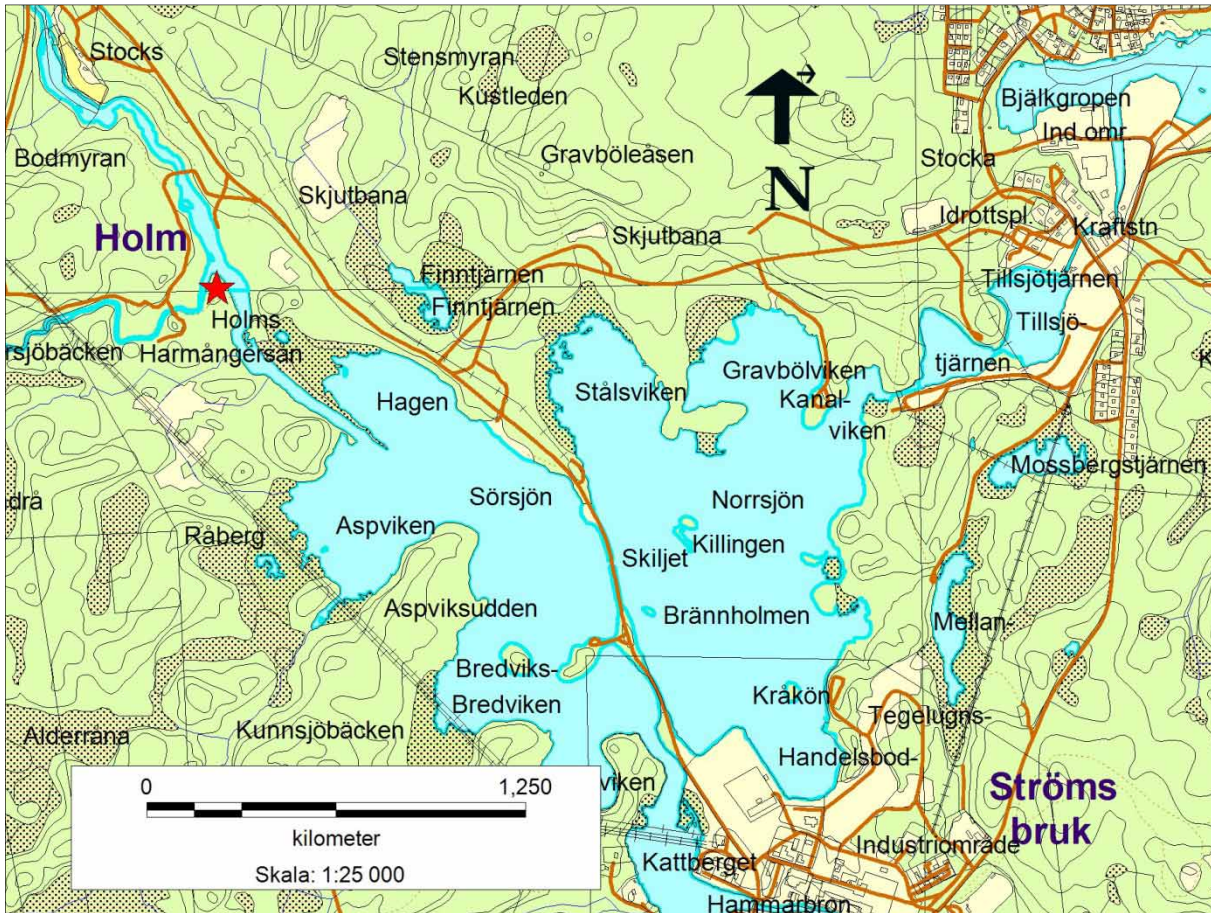 Stocks
Stensmyran
Kustleden
Bjälkgropen
Ind. omr.
Bodmyran
Gravböleåsen
Stocka
N
Skjutbana
Idrottspl.
Kraftstn
Holm
Skjutbana
Finntjärnen
Tillsjötjärnen
Finntjärnen
Holms-
Tillsjö-
rsjöbäcken
Harmångersån
K
tjärnen
Gravbölviken
Stålsviken
Hagen
Kanal-
viken
Mossbergstjärnen
Sörsjön
Norrsjön
drå
Aspviken
Råberg
Killingen
Skiljet
Aspviksudden
Brännholmen
Mellan-
Bredviks-
Bredviken
Kråkön
Tegelugns-
Kunnsjöbäcken
Alderräna
Handelsbod-
0
1,250
viken
Ströms
bruk
kilometer
Industriområde
Kattberget
Skala: 1:25 000
Hammarbron